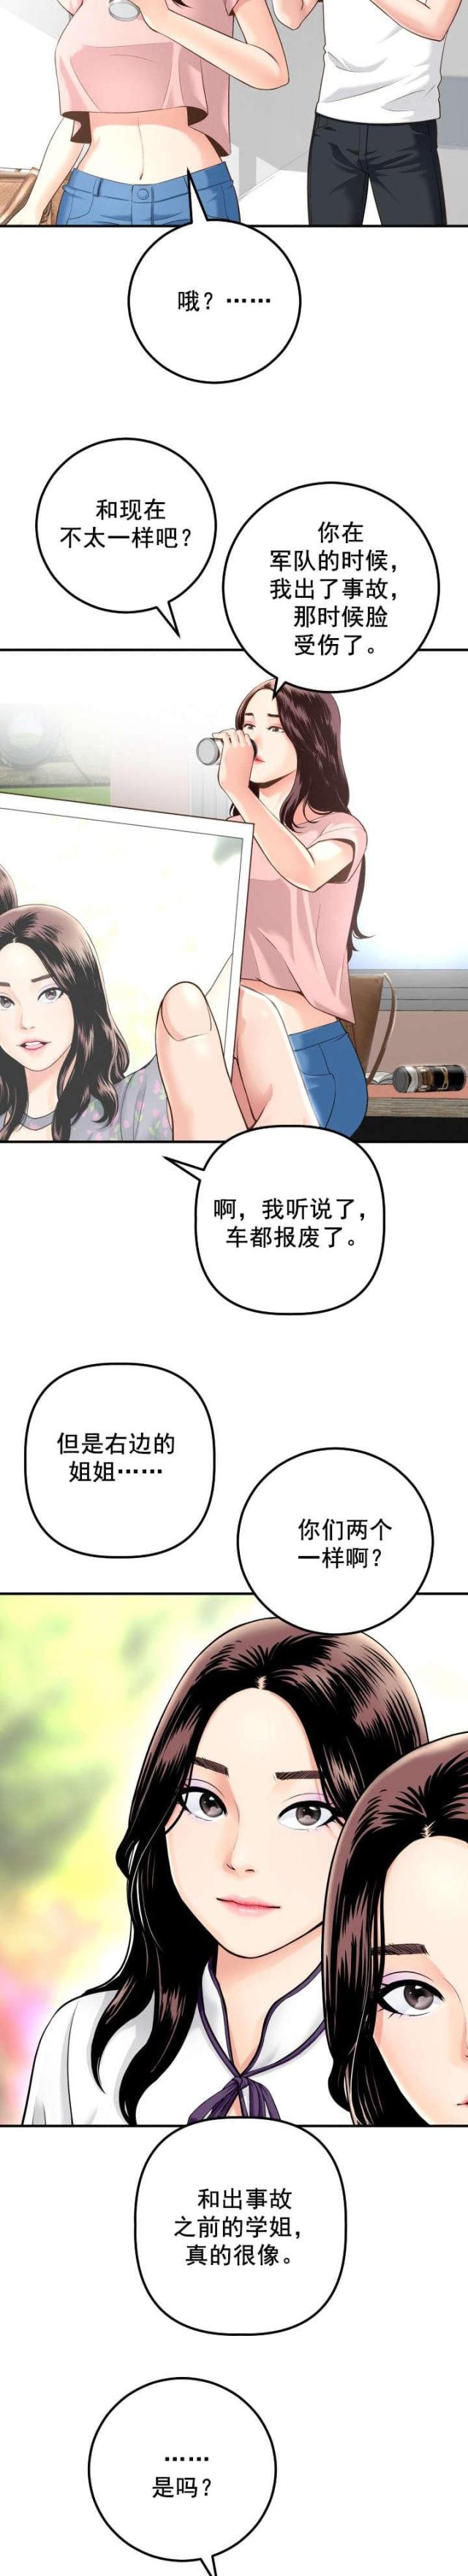 哦？……
和现在
不太一样吧？
你在
军队的时候，
我出了事故，
那时候脸
受伤了。
啊，我听说了，
车都报废了。
但是右边的
姐姐……
你们两个
一样啊？
和出事故
之前的学姐，
真的很像。
……
是吗？